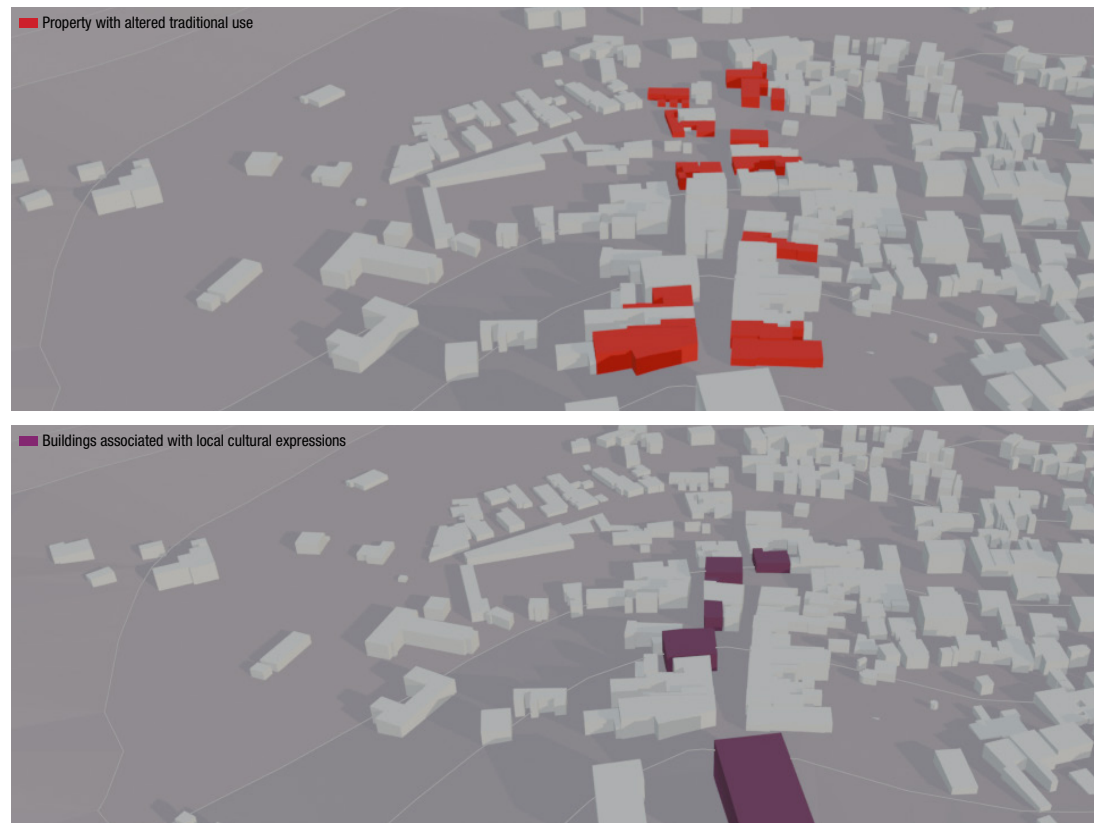 Property with altered traditional use
Buildings associated with local cultural expressions